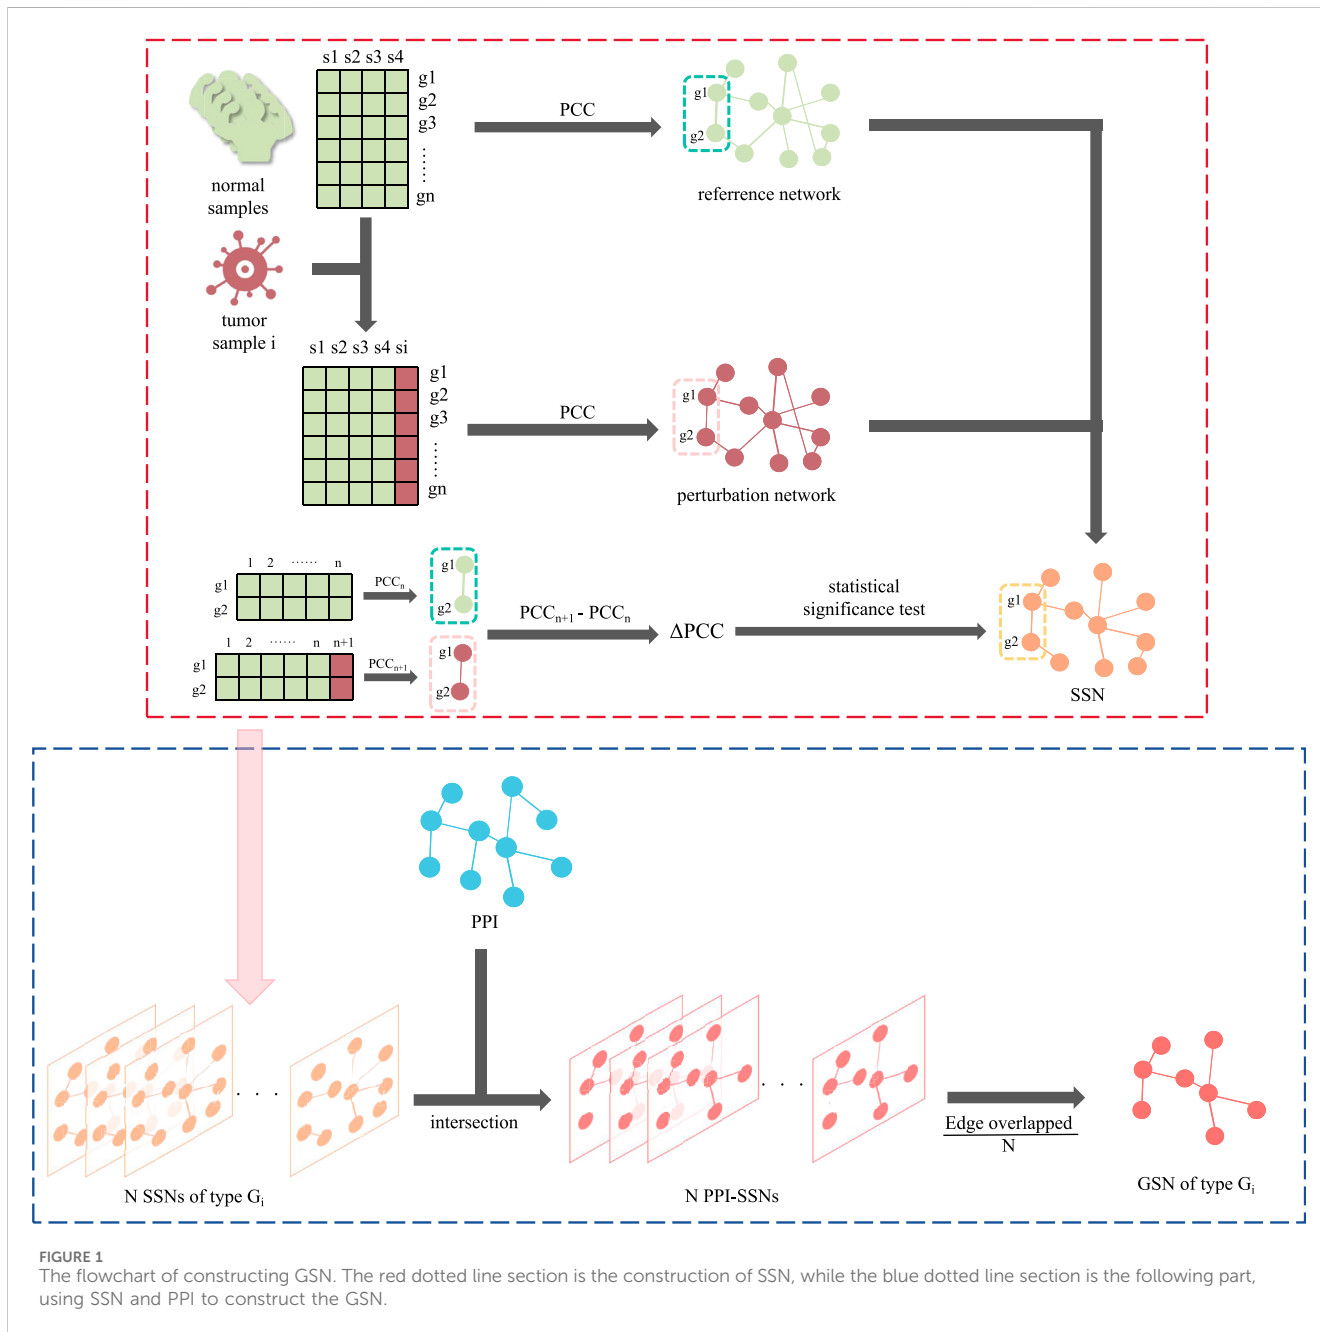 s1 s2 s3 s4
g1
g2
g3
......
gn
normal
samples
PCC
g1
g2
referrence network
tumor
sample i
s1 s2 s3 s4 si
g1
g2
g3
......
gn
PCC
g1
g2
perturbation network
1 2 ...... n
g1
g2
PCCn
g1
g2
1 2 ...... n n+1
g1
g2
PCCn+1
g1
g2
PCCn+1 - PCCn
ΔPCC
statistical
significance test
g1
g2
SSN
PPI
. . .
intersection
. . .
Edge overlapped
N
N SSNs of type Gi
N PPI-SSNs
GSN of type Gi
FIGURE 1
The flowchart of constructing GSN. The red dotted line section is the construction of SSN, while the blue dotted line section is the following part,
using SSN and PPI to construct the GSN.